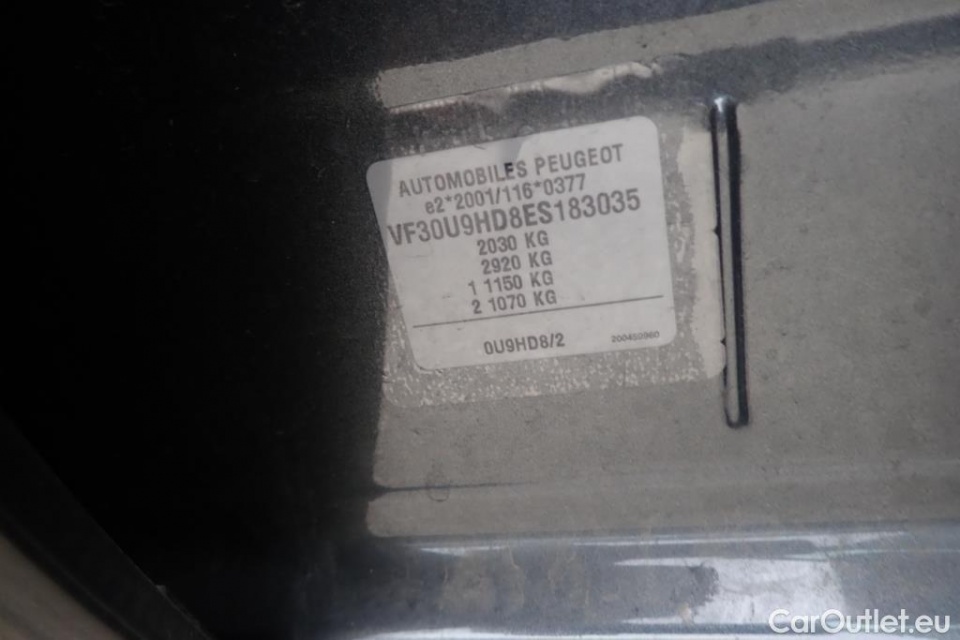 AUTOMOBILES PEUGEOT
e2*2001/116*0377
VF30U9HD8ES183035
2030 KG
2920 KG
1 1150 KG
2 1070 KG
0U9HD8/2
200450960
CarOutlet.eu